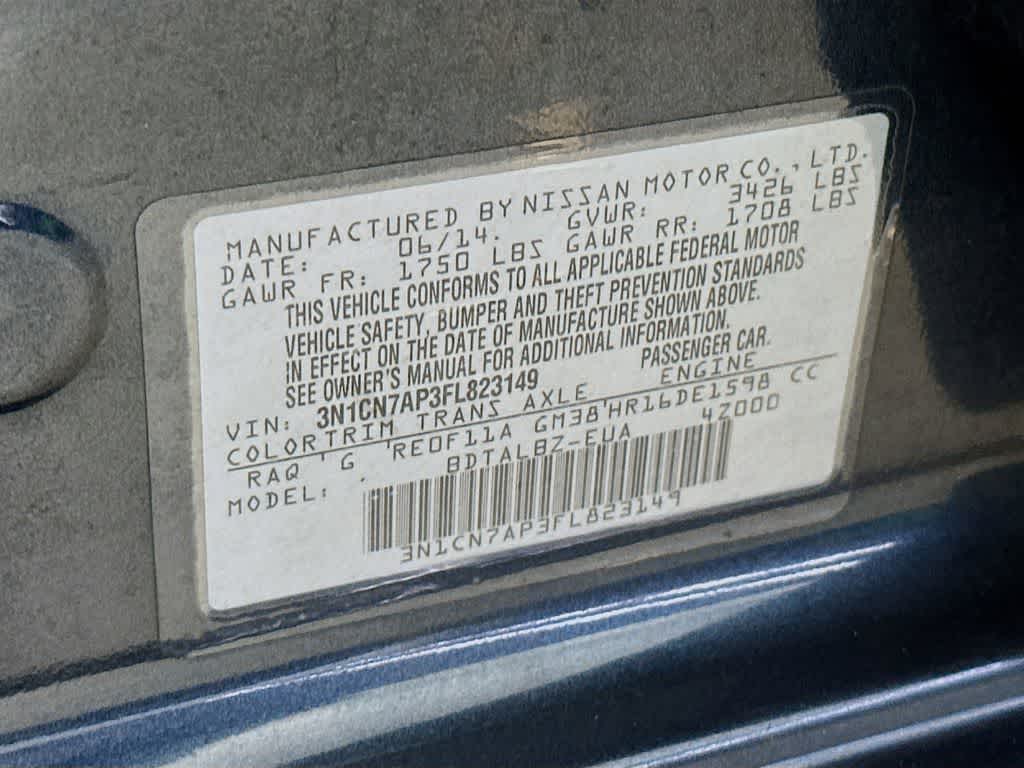 MANUFACTURED BY NISSAN MOTOR CO., LTD.
DATE: 06/14. GVWR: 3426 LBS
GAWR FR: 1750 LBS GAWR RR: 1708 LBS
THIS VEHICLE CONFORMS TO ALL APPLICABLE FEDERAL MOTOR
VEHICLE SAFETY, BUMPER AND THEFT PREVENTION STANDARDS
IN EFFECT ON THE DATE OF MANUFACTURE SHOWN ABOVE.
SEE OWNER'S MANUAL FOR ADDITIONAL INFORMATION.
VIN: 3N1CN7AP3FL823149 PASSENGER CAR.
COLOR TRIM TRANS AXLE ENGINE
RAQ ' G 'RE0F11A GM38'HR16DE1598 CC
MODEL: . BDTALBZ-EUA 4Z000
3N1CN7AP3FL823149